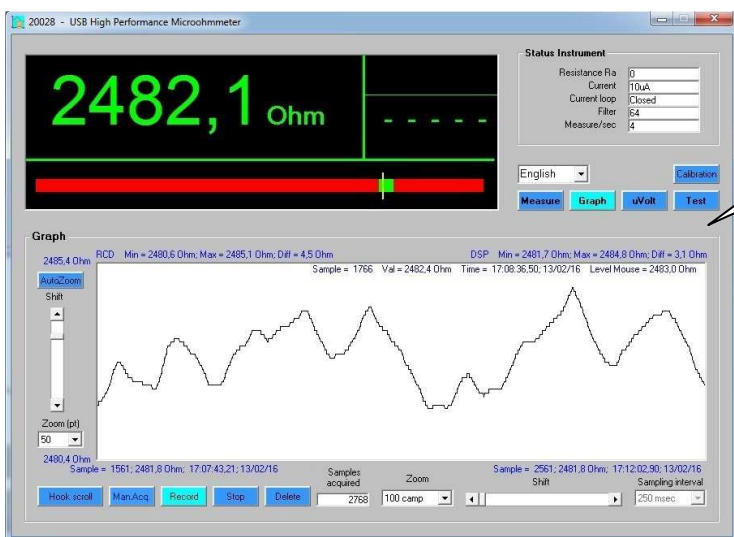 20028 - USB High Performance Microohmmeter
2482,1 Ohm
- - - - -
Status Instrument
Resistance Ra 0
Current 10uA
Current loop Closed
Filter 64
Measure/sec 4
English
Calibration
Measure Graph uVolt Test
Graph
2485,4 Ohm
RCD Min = 2480,6 Ohm; Max = 2485,1 Ohm; Diff = 4,5 Ohm
DSP Min = 2481,7 Ohm; Max = 2484,8 Ohm; Diff = 3,1 Ohm
Sample = 1766 Val = 2482,4 Ohm Time = 17:08:36,50; 13/02/16 Level Mouse = 2483,0 Ohm
AutoZoom
Shift
Zoom (pt)
50
2480,4 Ohm
Sample = 1561; 2481,8 Ohm; 17:07:43,21; 13/02/16
Sample = 2561; 2481,8 Ohm; 17:12:02,90; 13/02/16
Hook scroll
Man.Acq
Record
Stop
Delete
Samples
acquired
2768
Zoom
100 camp
Shift
Sampling interval
250 msec